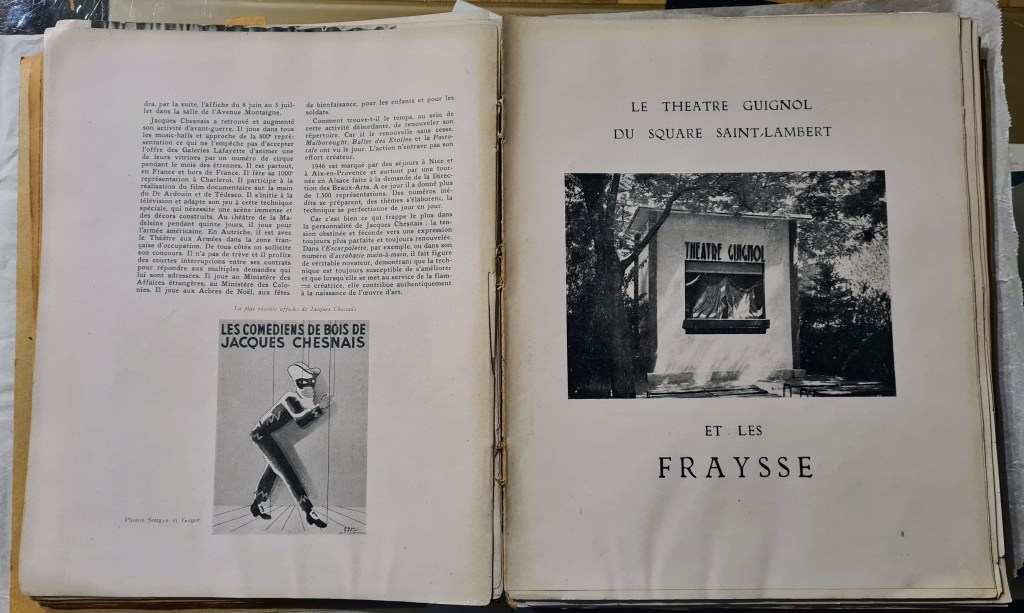 dra, par la suite, l'affiche du 8 juin au 3 juil-
let dans la salle de l'Avenue Montaigne.
Jacques Chesnais a retrouvé et augmenté
son activité d'avant-guerre. Il joue dans tous
les music-halls et approche de la 800e repré-
sentation ce qui ne l'empêche pas d'accepter
l'offre des Galeries Lafayette d'animer une
de leurs vitrines par un numéro de cirque
pendant le mois des étrennes. Il est partout,
en France et hors de France. Il fête sa 1000e
représentation à Charleroi. Il participe à la
réalisation du film documentaire sur la main
du Dr Ardouin et de Tédesco. Il s'initie à la
télévision et adapte son jeu à cette technique
spéciale, qui nécessite une scène immense et
des décors construits. Au théâtre de la Ma-
deleine pendant quinze jours, il joue pour
l'armée américaine. En Autriche, il est avec
le Théâtre aux Armées dans la zone fran-
çaise d'occupation. De tous côtés on sollicite
son concours. Il n'a pas de trêve et il profite
des courtes interruptions entre ses contrats
pour répondre aux multiples demandes qui
lui sont adressées. Il joue au Ministère des
Affaires étrangères, au Ministère des Colo-
nies. Il joue aux Arbres de Noël, aux fêtes
de bienfaisance, pour les enfants et pour les
soldats.
Comment trouve-t-il le temps, au sein de
cette activité débordante, de renouveler son
répertoire. Car il le renouvelle sans cesse.
Malborought, Ballet des Etoiles et la Pasto-
rale ont vu le jour. L'action n'entrave pas son
effort créateur.
1946 est marqué par des séjours à Nice et
à Aix-en-Provence et surtout par une tour-
née en Alsace faite à la demande de la Direc-
tion des Beaux-Arts. A ce jour il a donné plus
de 1.500 représentations. Des numéros iné-
dits se préparent, des thèmes s'élaborent, la
technique se perfectionne de jour en jour.
Car c'est bien ce qui frappe le plus dans
la personnalité de Jacques Chesnais : la ten-
sion obstinée et féconde vers une expression
toujours plus parfaite et toujours renouvelée.
Dans l'Escarpolette, par exemple, ou dans son
numéro d'acrobatie main-à-main, il fait figure
de véritable novateur, démontrant que la tech-
nique est toujours susceptible de s'améliorer
et que lorsqu'elle se met au service de la flam-
me créatrice, elle contribue authentiquement
à la naissance de l'œuvre d'art.
La plus récente affiche de Jacques Chesnais
LES COMÉDIENS DE BOIS DE
JACQUES CHESNAIS
Photos Serguis et Geiger
LE THEATRE GUIGNOL
DU SQUARE SAINT-LAMBERT
THEATRE GUIGNOL
ET LES
FRAYSSE